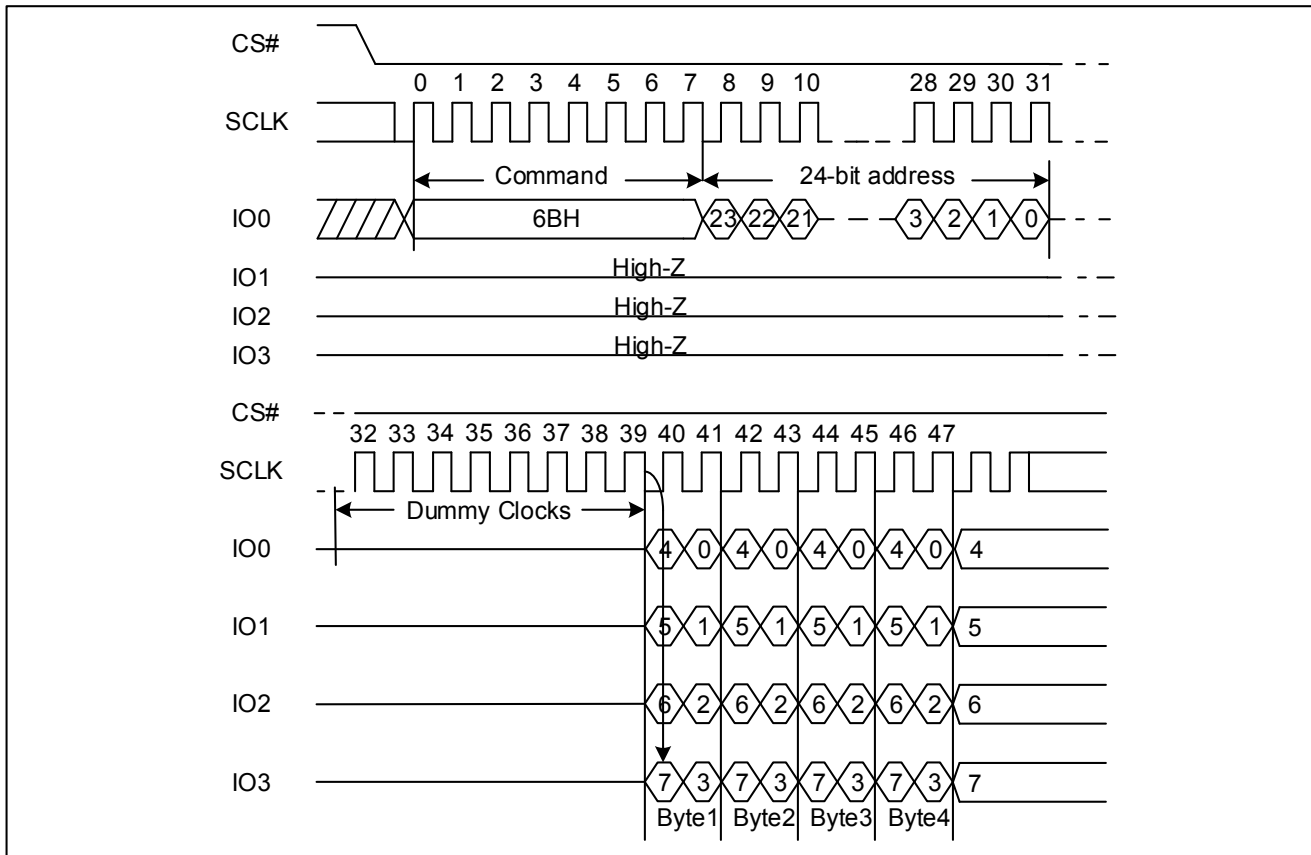 CS#
0 1 2 3 4 5 6 7 8 9 10 28 29 30 31
SCLK
Command 24-bit address
IO0 6BH 23 22 21 3 2 1 0
IO1 High-Z
IO2 High-Z
IO3 High-Z
CS#
32 33 34 35 36 37 38 39 40 41 42 43 44 45 46 47
SCLK
Dummy Clocks
IO0 4 0 4 0 4 0 4 0 4
IO1 5 1 5 1 5 1 5 1 5
IO2 6 2 6 2 6 2 6 2 6
IO3 7 3 7 3 7 3 7 3 7
Byte1 Byte2 Byte3 Byte4